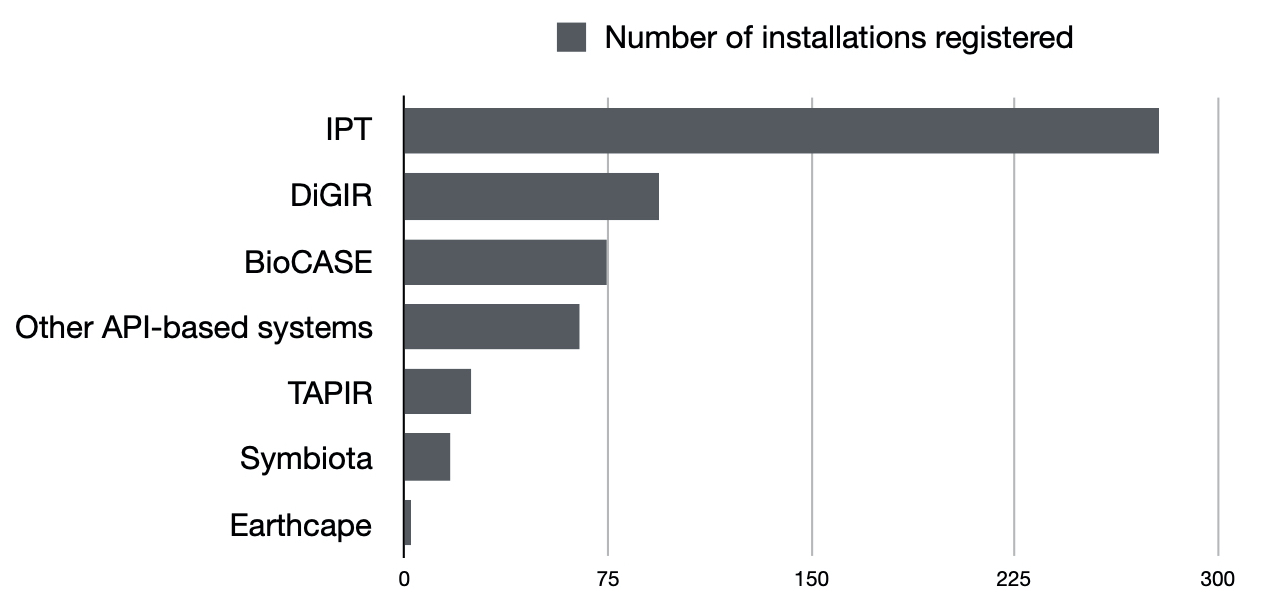 Number of installations registered
IPT
DiGIR
BioCASE
Other API-based systems
TAPIR
Symbiota
Earthcape
0 75 150 225 300